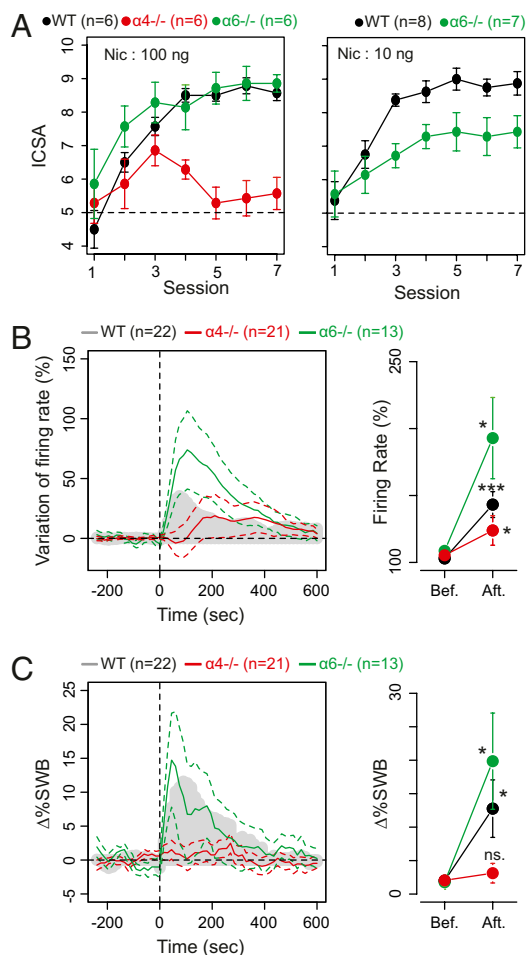 A
WT (n=6) α4-/- (n=6) α6-/- (n=6)
WT (n=8) α6-/- (n=7)
Nic : 100 ng
Nic : 10 ng
ICSA
9
8
7
6
5
4
1 3 5 7
Session
1 3 5 7
Session
B
WT (n=22) α4-/- (n=21) α6-/- (n=13)
Variation of firing rate (%)
150
100
50
0
-200 0 200 400 600
Time (sec)
Firing Rate (%)
250
100
*
***
*
Bef. Aft.
C
WT (n=22) α4-/- (n=21) α6-/- (n=13)
Δ%SWB
25
20
15
10
5
0
-5
-200 0 200 400 600
Time (sec)
Δ%SWB
30
0
*
*
ns.
Bef. Aft.